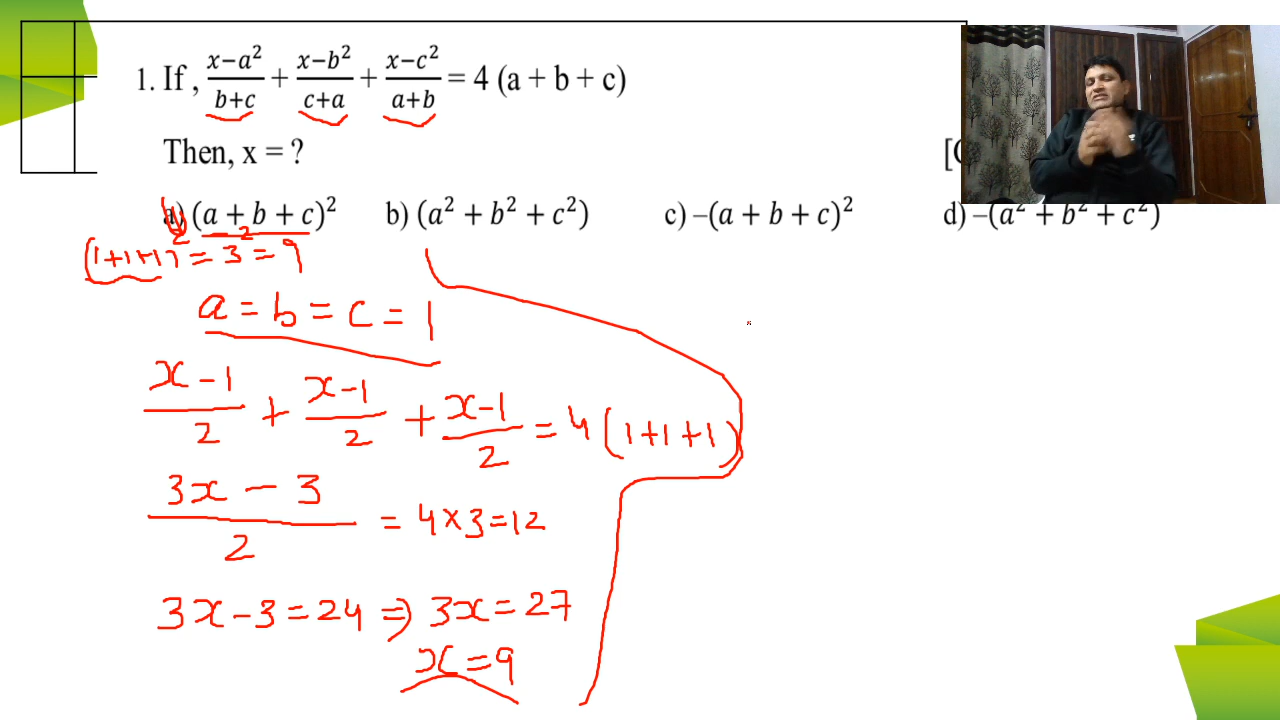 1. If , (x−a²)/(b+c) + (x−b²)/(c+a) + (x−c²)/(a+b) = 4 (a + b + c)
Then, x = ?
a) (a + b + c)² b) (a² + b² + c²) c) –(a + b + c)² d) –(a² + b² + c²)
(1+1+1)² = 3² = 9
a = b = c = 1
(x−1)/2 + (x−1)/2 + (x−1)/2 = 4(1+1+1)
(3x − 3)/2 = 4×3=12
3x−3=24 ⇒ 3x=27
x=9